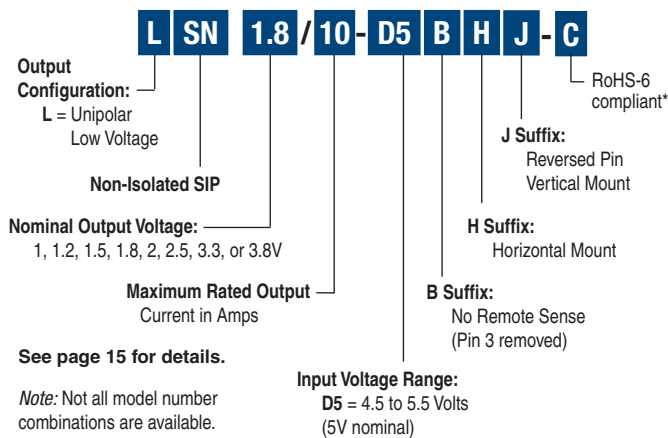 L SN 1.8 / 10 - D5 B H J - C
Output
Configuration:
L = Unipolar
Low Voltage
RoHS-6
compliant*
J Suffix:
Reversed Pin
Vertical Mount
Non-Isolated SIP
Nominal Output Voltage:
1, 1.2, 1.5, 1.8, 2, 2.5, 3.3, or 3.8V
H Suffix:
Horizontal Mount
Maximum Rated Output
Current in Amps
B Suffix:
No Remote Sense
(Pin 3 removed)
See page 15 for details.
Note: Not all model number
combinations are available.
Input Voltage Range:
D5 = 4.5 to 5.5 Volts
(5V nominal)